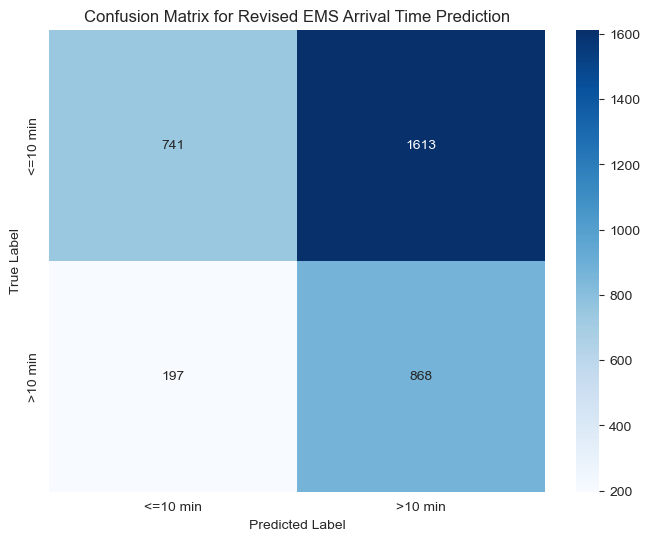 Confusion Matrix for Revised EMS Arrival Time Prediction
True Label
<=10 min
>10 min
741
1613
197
868
<=10 min
>10 min
Predicted Label
1600
1400
1200
1000
800
600
400
200